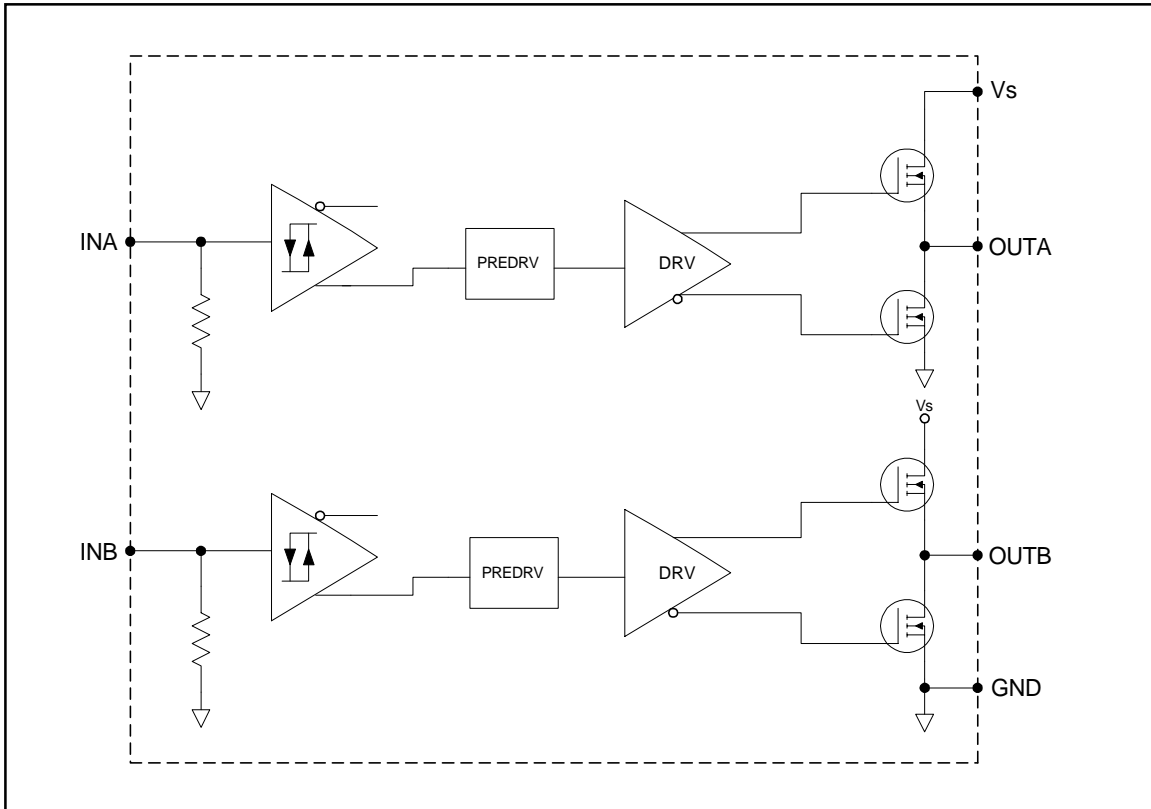 Vs
INA
PREDRV
DRV
OUTA
Vs
INB
PREDRV
DRV
OUTB
GND